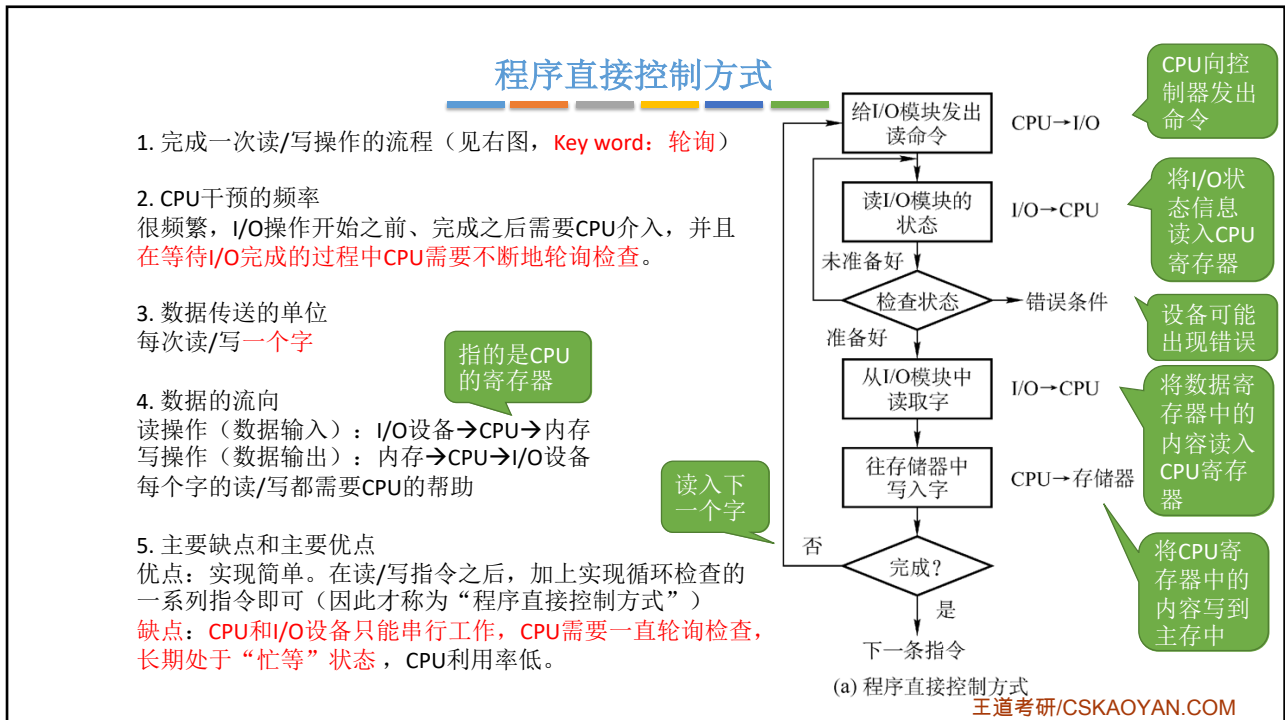 程序直接控制方式
1. 完成一次读/写操作的流程（见右图，Key word：轮询）
2. CPU干预的频率
很频繁，I/O操作开始之前、完成之后需要CPU介入，并且
在等待I/O完成的过程中CPU需要不断地轮询检查。
3. 数据传送的单位
每次读/写一个字
指的是CPU
的寄存器
4. 数据的流向
读操作（数据输入）：I/O设备→CPU→内存
写操作（数据输出）：内存→CPU→I/O设备
每个字的读/写都需要CPU的帮助
5. 主要缺点和主要优点
优点：实现简单。在读/写指令之后，加上实现循环检查的
一系列指令即可（因此才称为“程序直接控制方式”）
缺点：CPU和I/O设备只能串行工作，CPU需要一直轮询检查，
长期处于“忙等”状态，CPU利用率低。
给I/O模块发出
读命令
CPU→I/O
CPU向控
制器发出
命令
读I/O模块的
状态
I/O→CPU
将I/O状
态信息
读入CPU
寄存器
未准备好
检查状态
错误条件
设备可能
出现错误
准备好
从I/O模块中
读取字
I/O→CPU
将数据寄
存器中的
内容读入
CPU寄存
器
往存储器中
写入字
CPU→存储器
将CPU寄
存器中的
内容写到
主存中
读入下
一个字
否
完成？
是
下一条指令
(a) 程序直接控制方式
王道考研/CSKAOYAN.COM